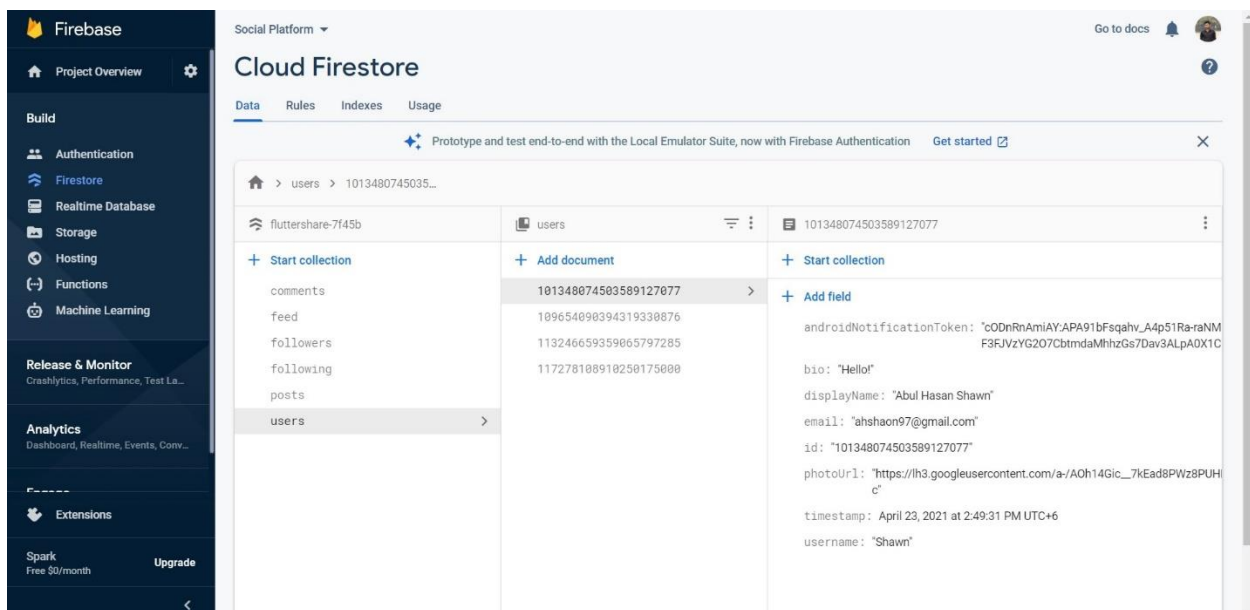 Firebase
Project Overview
Build
Authentication
Firestore
Realtime Database
Storage
Hosting
Functions
Machine Learning
Release & Monitor
Crashlytics, Performance, Test La...
Analytics
Dashboard, Realtime, Events, Conv...
Extensions
Spark
Free $0/month
Upgrade
Social Platform
Go to docs
Cloud Firestore
Data Rules Indexes Usage
Prototype and test end-to-end with the Local Emulator Suite, now with Firebase Authentication Get started
users > 1013480745035...
fluttershare-7f45b
Start collection
comments
feed
followers
following
posts
users
users
Add document
101348074503589127077
109654090394319330876
113246659359065797285
117278108910250175000
101348074503589127077
Start collection
Add field
androidNotificationToken: "cODnRnAmiAY:APA91bFsqahv_A4p51Ra-raNM
F3FJVzYG2O7CbtmdaMhhzGs7Dav3ALpA0X1C
bio: "Hello!"
displayName: "Abul Hasan Shawn"
email: "ahshaon97@gmail.com"
id: "101348074503589127077"
photoUrl: "https://lh3.googleusercontent.com/a-/AOh14Gic__7kEad8PWz8PUH
c"
timestamp: April 23, 2021 at 2:49:31 PM UTC+6
username: "Shawn"